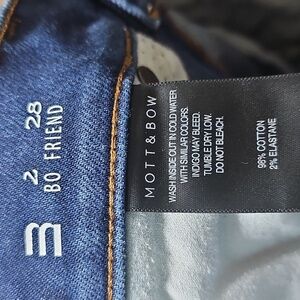 2 28
BO FRIEND
m
MOTT & BOW
WASH INSIDE OUT IN COLD WATER
WITH SIMILAR COLORS.
INDIGO MAY BLEED.
TUMBLE DRY LOW.
DO NOT BLEACH.
98% COTTON
2% ELASTANE